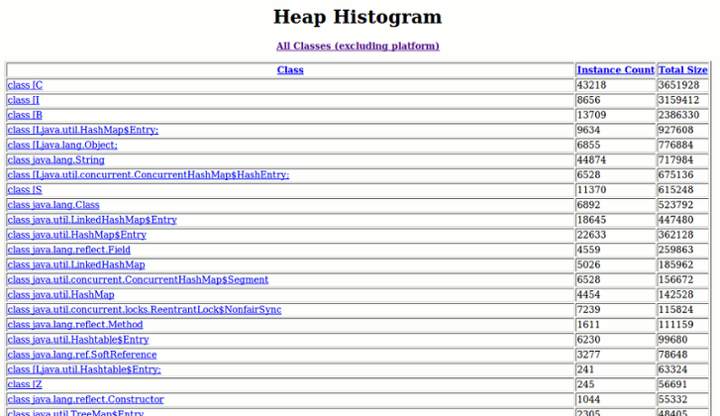 Heap Histogram
All Classes (excluding platform)
Class Instance Count Total Size
class [C 43218 3651928
class [I 8656 3159412
class [B 13709 2386330
class [Ljava.util.HashMap$Entry; 9634 927608
class [Ljava.lang.Object; 6855 776884
class java.lang.String 44874 717984
class [Ljava.util.concurrent.ConcurrentHashMap$HashEntry; 6528 675136
class [S 11370 615248
class java.lang.Class 6892 523792
class java.util.LinkedHashMap$Entry 18645 447480
class java.util.HashMap$Entry 22633 362128
class java.lang.reflect.Field 4559 259863
class java.util.LinkedHashMap 5026 185962
class java.util.concurrent.ConcurrentHashMap$Segment 6528 156672
class java.util.HashMap 4454 142528
class java.util.concurrent.locks.ReentrantLock$NonfairSync 7239 115824
class java.lang.reflect.Method 1611 111159
class java.util.Hashtable$Entry 6230 99680
class java.lang.ref.SoftReference 3277 78648
class [Ljava.util.Hashtable$Entry; 241 63324
class [Z 245 56691
class java.lang.reflect.Constructor 1044 55332
class java.util.TreeMap$Entry 2305 48405